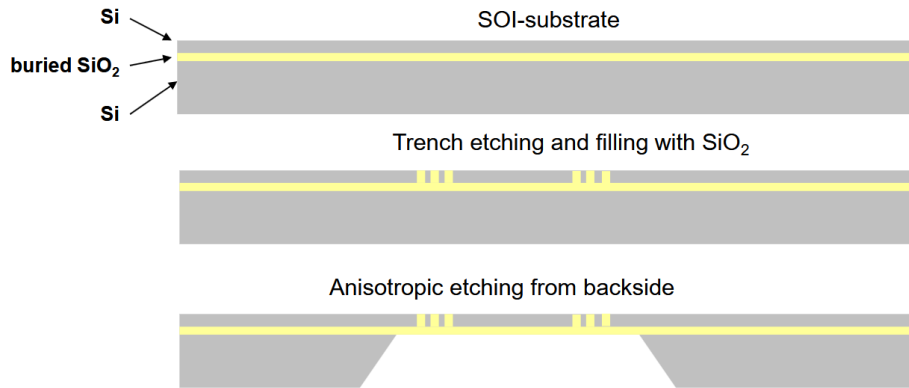 Si
SOI-substrate
buried SiO₂
Si
Trench etching and filling with SiO₂
Anisotropic etching from backside